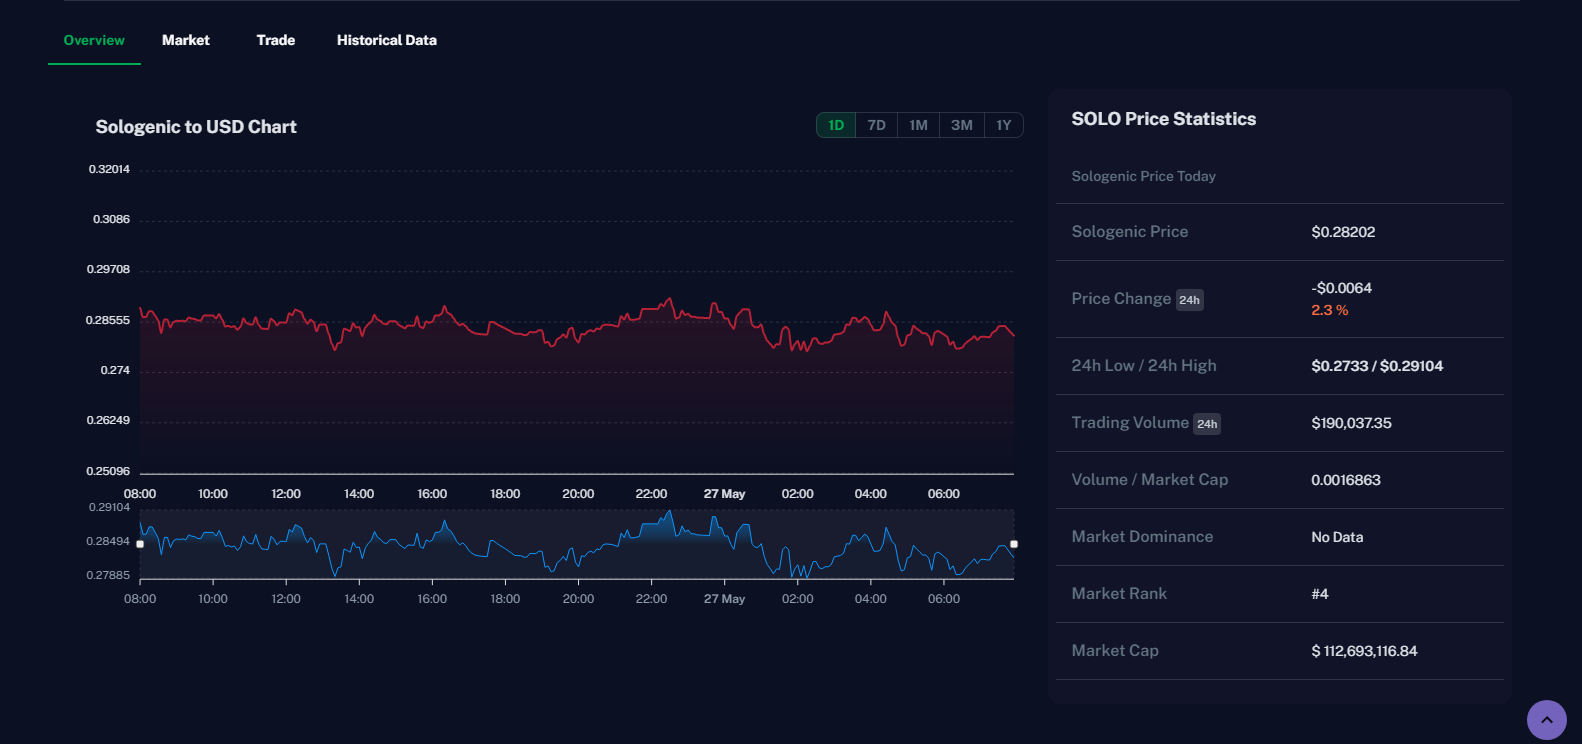 Overview Market Trade Historical Data
Sologenic to USD Chart
1D 7D 1M 3M 1Y
0.32014
0.3086
0.29708
0.28555
0.274
0.26249
0.25096
08:00 10:00 12:00 14:00 16:00 18:00 20:00 22:00 27 May 02:00 04:00 06:00
0.29104
0.28494
0.27885
08:00 10:00 12:00 14:00 16:00 18:00 20:00 22:00 27 May 02:00 04:00 06:00
SOLO Price Statistics
Sologenic Price Today
Sologenic Price $0.28202
Price Change 24h -$0.0064
2.3 %
24h Low / 24h High $0.2733 / $0.29104
Trading Volume 24h $190,037.35
Volume / Market Cap 0.0016863
Market Dominance No Data
Market Rank #4
Market Cap $ 112,693,116.84